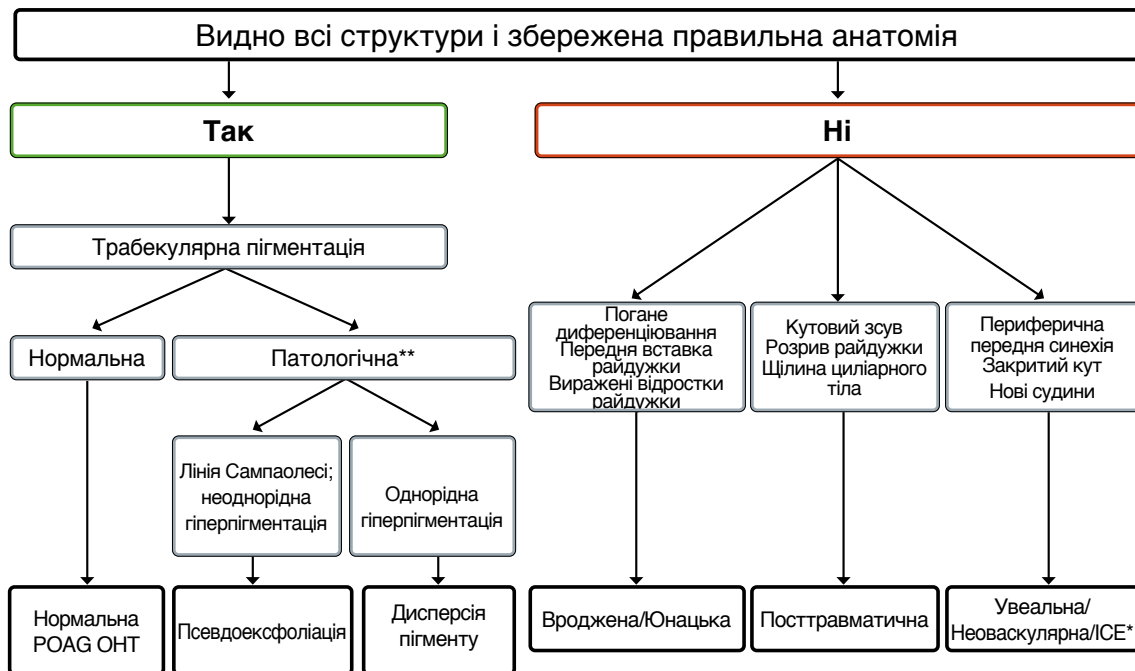 Видно всі структури і збережена правильна анатомія
Так
Ні
Трабекулярна пігментація
Нормальна
Патологічна**
Погане
диференціювання
Передня вставка
райдужки
Виражені відростки
райдужки
Кутовий зсув
Розрив райдужки
Щілина циліарного
тіла
Периферична
передня синехія
Закритий кут
Нові судини
Лінія Сампаолесі;
неоднорідна
гіперпігментація
Однорідна
гіперпігментація
Нормальна
POAG OHT
Псевдоексфоліація
Дисперсія
пігменту
Вроджена/Юнацька
Посттравматична
Увеальна/
Неоваскулярна/ICE*